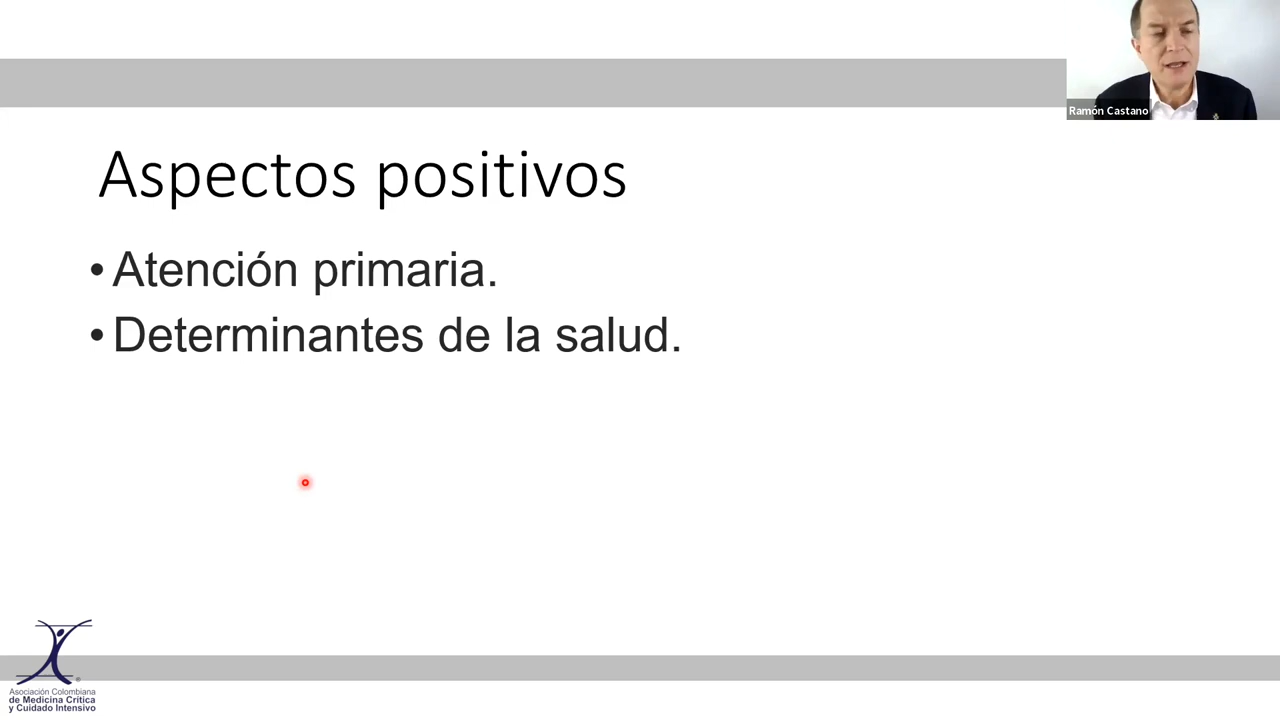 Ramón Castano
Aspectos positivos
• Atención primaria.
• Determinantes de la salud.
Asociación Colombiana
de Medicina Crítica
y Cuidado Intensivo